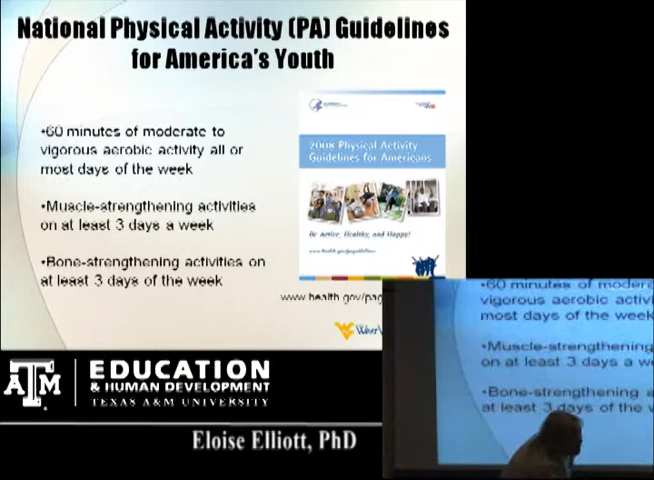 National Physical Activity (PA) Guidelines
for America's Youth
•60 minutes of moderate to
vigorous aerobic activity all or
most days of the week
•Muscle-strengthening activities
on at least 3 days a week
•Bone-strengthening activities on
at least 3 days of the week
2008 Physical Activity
Guidelines for Americans
Be Active, Healthy, and Happy!
www.health.gov/paguidelines
www.health.gov/pag
West V
ATM
EDUCATION
& HUMAN DEVELOPMENT
TEXAS A&M UNIVERSITY
Eloise Elliott, PhD
•60 minutes of modera
vigorous aerobic activi
most days of the week
•Muscle-strengthening
on at least 3 days a we
•Bone-strengthening a
at least 3 days of the w